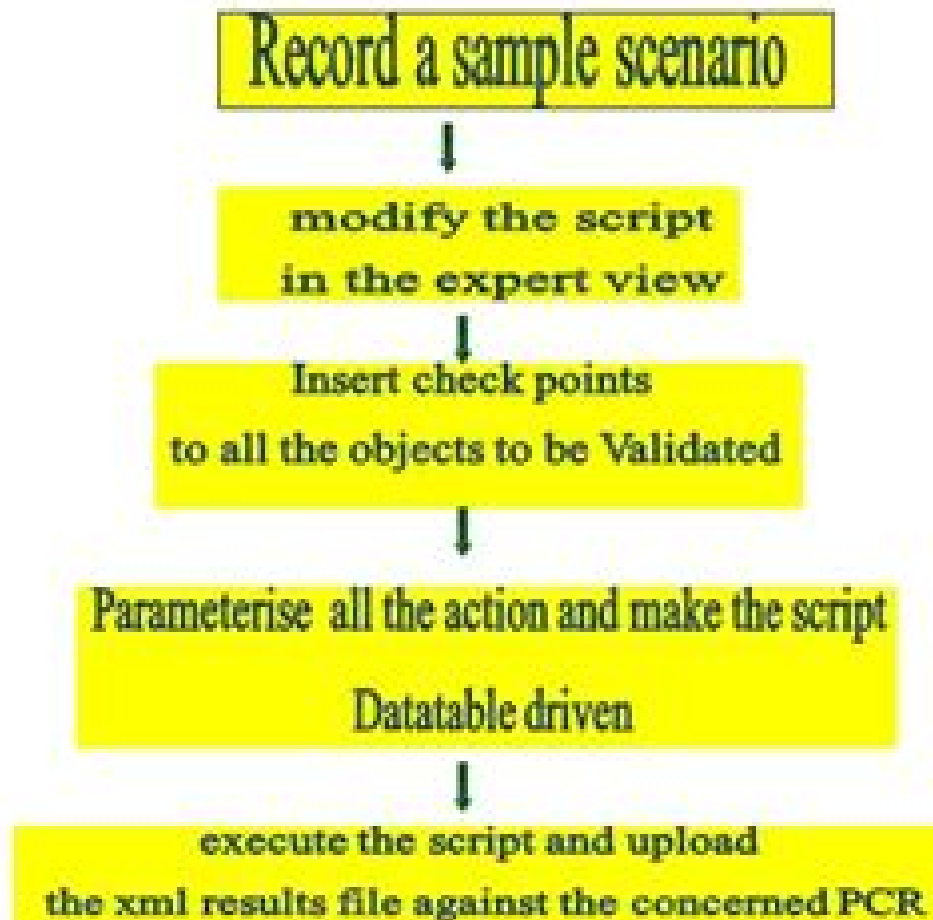 Record a sample scenario
modify the script
in the expert view
Insert check points
to all the objects to be Validated
Parameterise all the action and make the script
Datatable driven
execute the script and upload
the xml results file against the concerned PCR